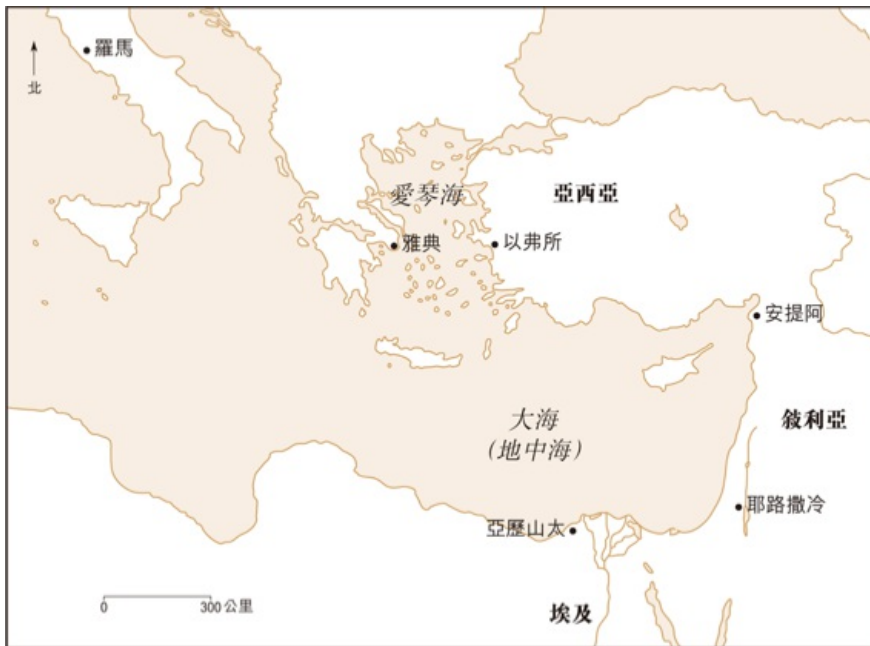 羅馬
北
愛琴海
亞西亞
雅典
以弗所
安提阿
大海
(地中海)
敍利亞
耶路撒冷
亞歷山太
0 300 公里
埃及